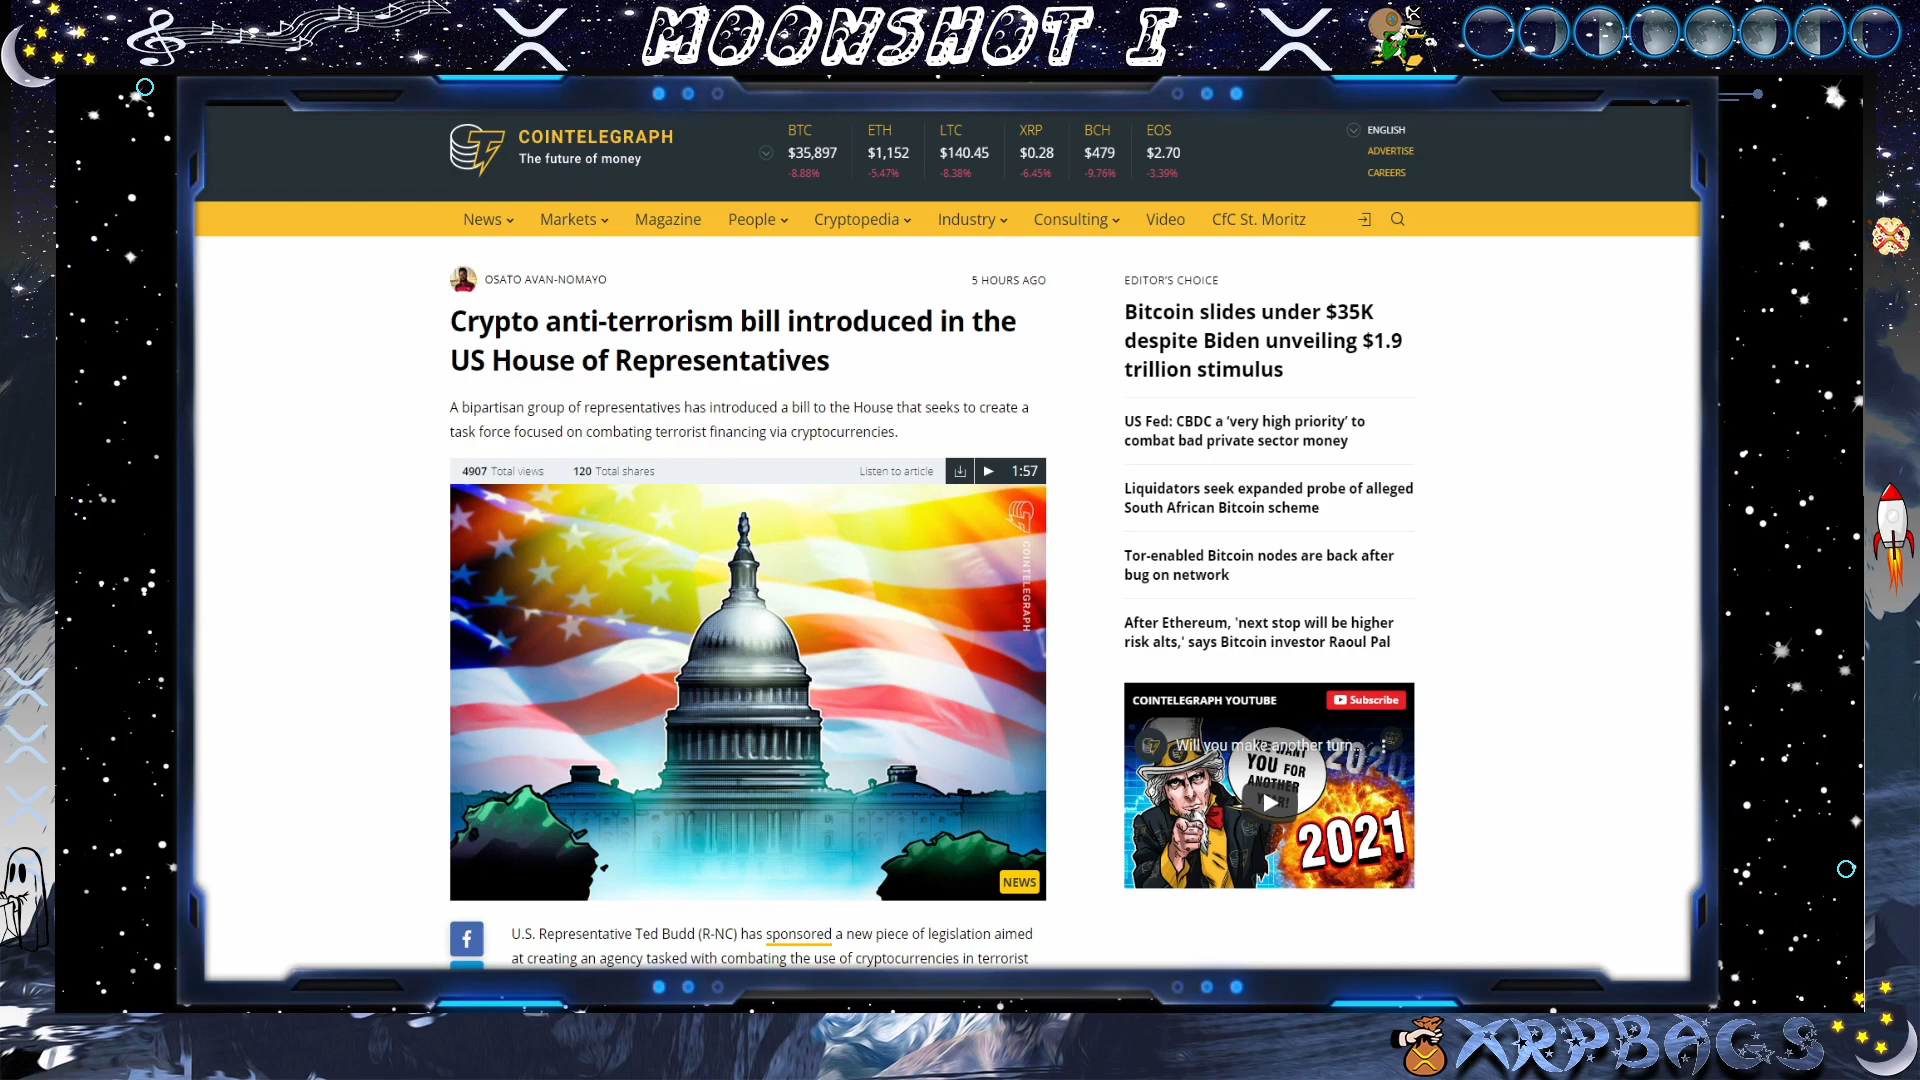 MOONSHOT I
COINTELEGRAPH
The future of money
BTC ETH LTC XRP BCH EOS
$35,897 $1,152 $140.45 $0.28 $479 $2.70
-8.88% -5.47% -8.38% -6.45% -9.76% -3.39%
ENGLISH
ADVERTISE
CAREERS
News Markets Magazine People Cryptopedia Industry Consulting Video CfC St. Moritz
OSATO AVAN-NOMAYO 5 HOURS AGO
Crypto anti-terrorism bill introduced in the
US House of Representatives
A bipartisan group of representatives has introduced a bill to the House that seeks to create a
task force focused on combating terrorist financing via cryptocurrencies.
4907 Total views 120 Total shares Listen to article 1:57
COINTELEGRAPH
NEWS
U.S. Representative Ted Budd (R-NC) has sponsored a new piece of legislation aimed
at creating an agency tasked with combating the use of cryptocurrencies in terrorist
EDITOR'S CHOICE
Bitcoin slides under $35K
despite Biden unveiling $1.9
trillion stimulus
US Fed: CBDC a ‘very high priority’ to
combat bad private sector money
Liquidators seek expanded probe of alleged
South African Bitcoin scheme
Tor-enabled Bitcoin nodes are back after
bug on network
After Ethereum, 'next stop will be higher
risk alts,' says Bitcoin investor Raoul Pal
COINTELEGRAPH YOUTUBE Subscribe
Will you make another turn...
WE WANT
YOU FOR
ANOTHER
YEAR!
2020
2021
XRPBAGS